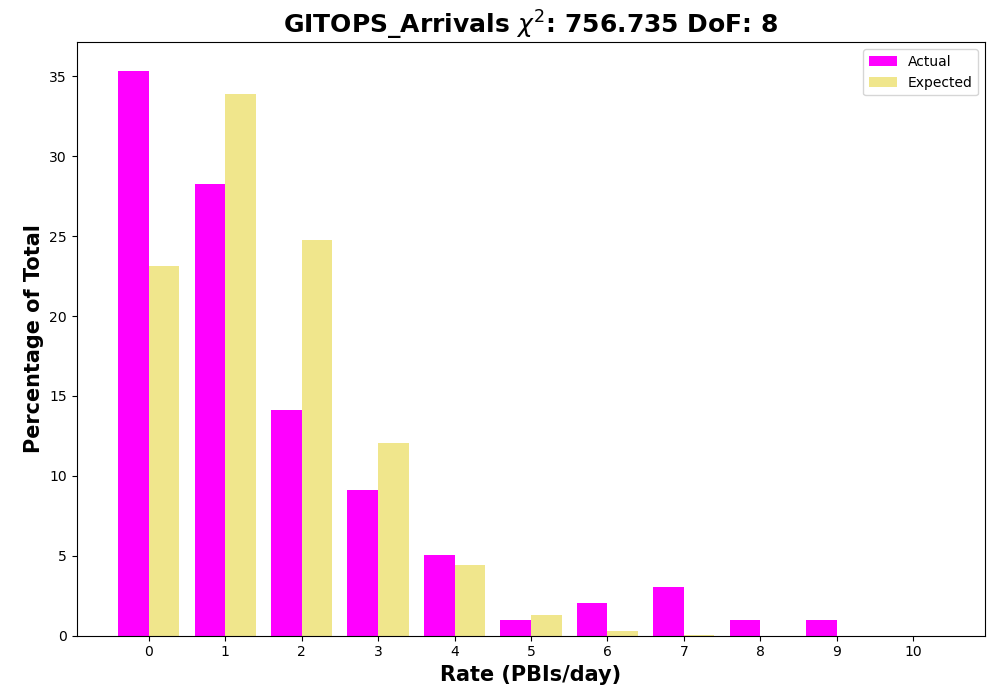 GITOPS_Arrivals χ²: 756.735 DoF: 8
Actual
Expected
Percentage of Total
35
30
25
20
15
10
5
0
0 1 2 3 4 5 6 7 8 9 10
Rate (PBIs/day)